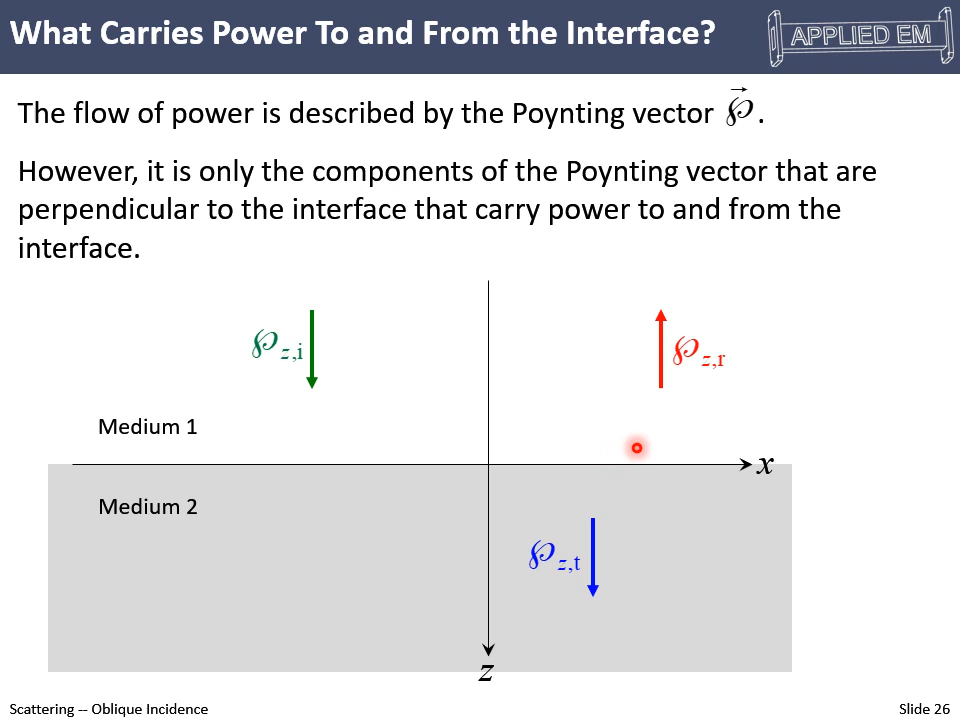 What Carries Power To and From the Interface?
APPLIED EM
The flow of power is described by the Poynting vector ℘⃗.
However, it is only the components of the Poynting vector that are
perpendicular to the interface that carry power to and from the
interface.
℘z,i
℘z,r
Medium 1
x
Medium 2
℘z,t
z
Scattering -- Oblique Incidence
Slide 26